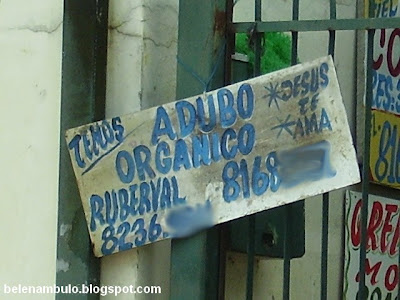 TEMOS ADUBO
ORGANICO
RUBERVAL 8168
8236.
*JESUS
TE
*AMA
belenambulo.blogspot.com